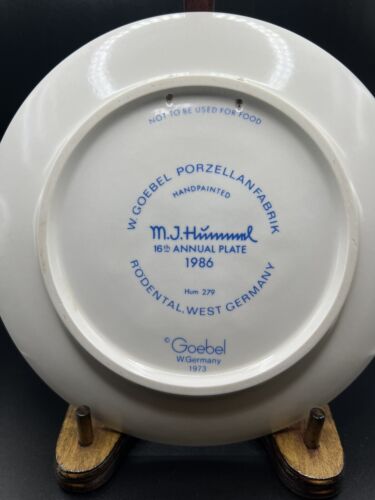 NOT TO BE USED FOR FOOD
W. GOEBEL PORZELLANFABRIK
HANDPAINTED
M.J.Hummel
16th ANNUAL PLATE
1986
Hum 279
RÖDENTAL, WEST GERMANY
© Goebel
W.Germany
1973